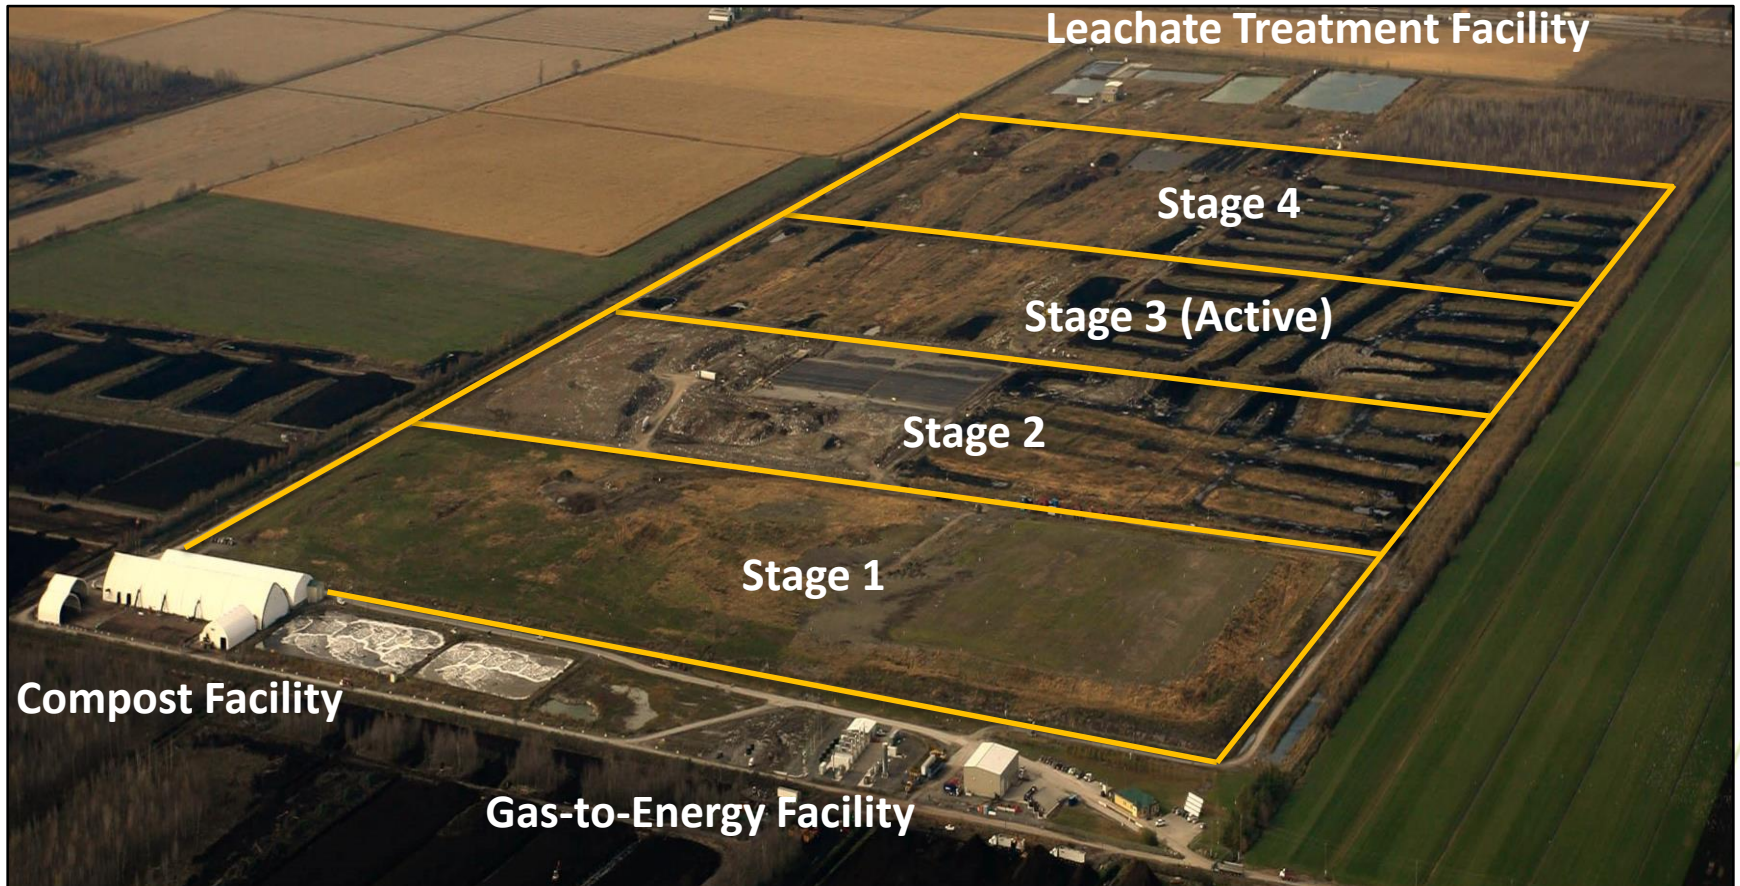 Leachate Treatment Facility
Stage 4
Stage 3 (Active)
Stage 2
Stage 1
Compost Facility
Gas-to-Energy Facility